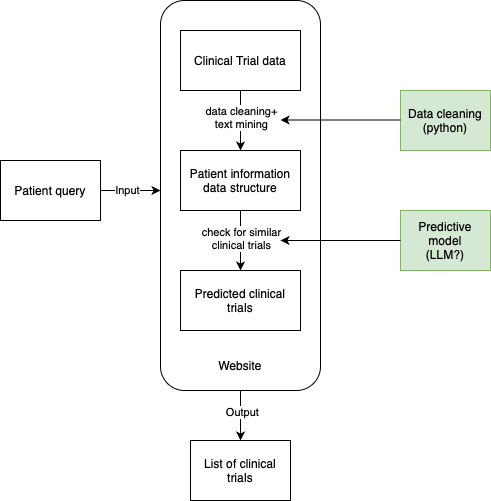 Clinical Trial data
data cleaning+
text mining
Data cleaning
(python)
Patient query
Input
Patient information
data structure
check for similar
clinical trials
Predictive
model
(LLM?)
Predicted clinical
trials
Website
Output
List of clinical
trials